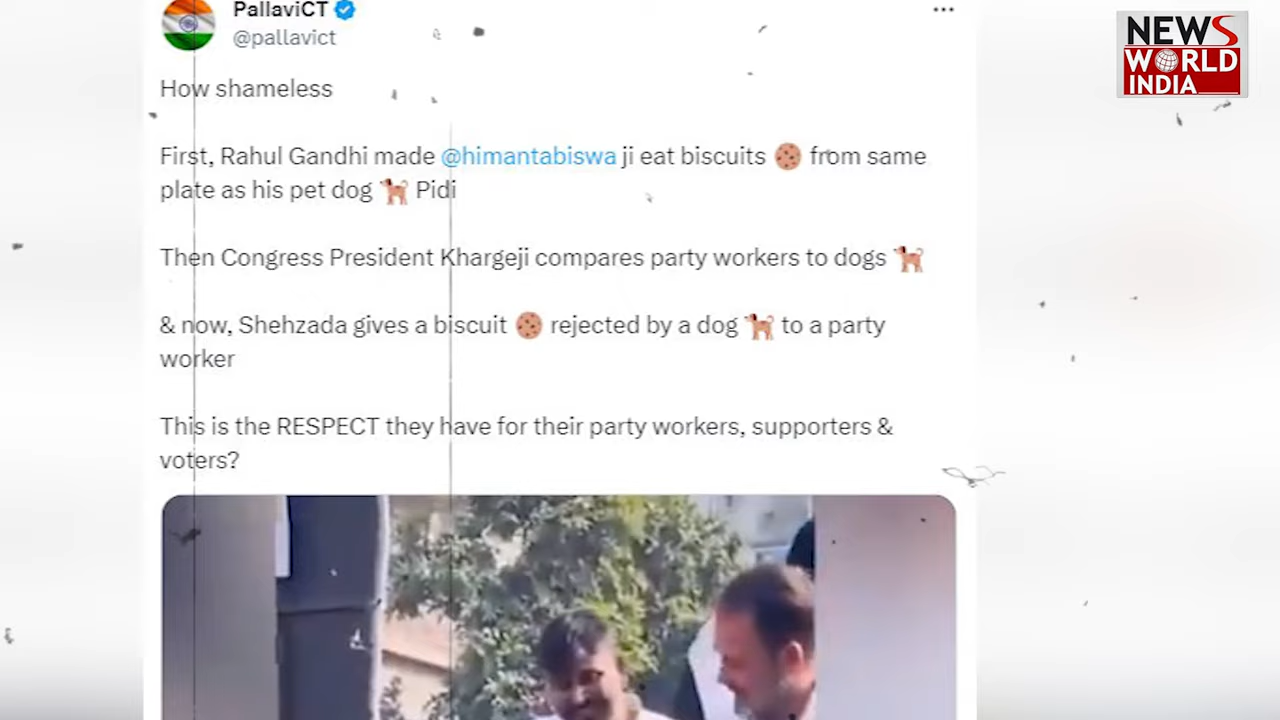 PallaviCT
@pallavict
NEWS
WORLD
INDIA
How shameless
First, Rahul Gandhi made @himantabiswa ji eat biscuits 🍪 from same
plate as his pet dog 🐕 Pidi
Then Congress President Khargeji compares party workers to dogs 🐕
& now, Shehzada gives a biscuit 🍪 rejected by a dog 🐕 to a party
worker
This is the RESPECT they have for their party workers, supporters &
voters?